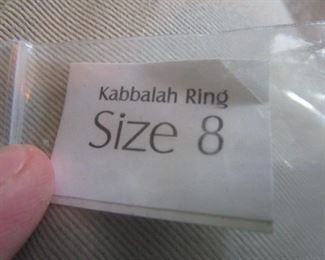 Kabbalah Ring
Size 8